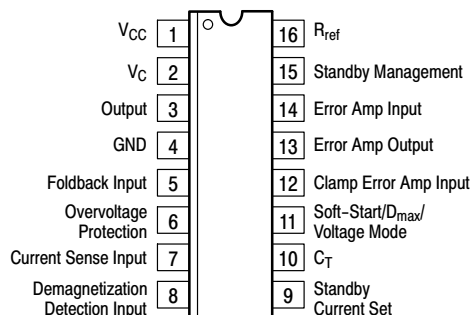 VCC 1
VC 2
Output 3
GND 4
Foldback Input 5
Overvoltage
Protection 6
Current Sense Input 7
Demagnetization
Detection Input 8
16 Rref
15 Standby Management
14 Error Amp Input
13 Error Amp Output
12 Clamp Error Amp Input
11 Soft-Start/Dmax/
Voltage Mode
10 CT
9 Standby
Current Set